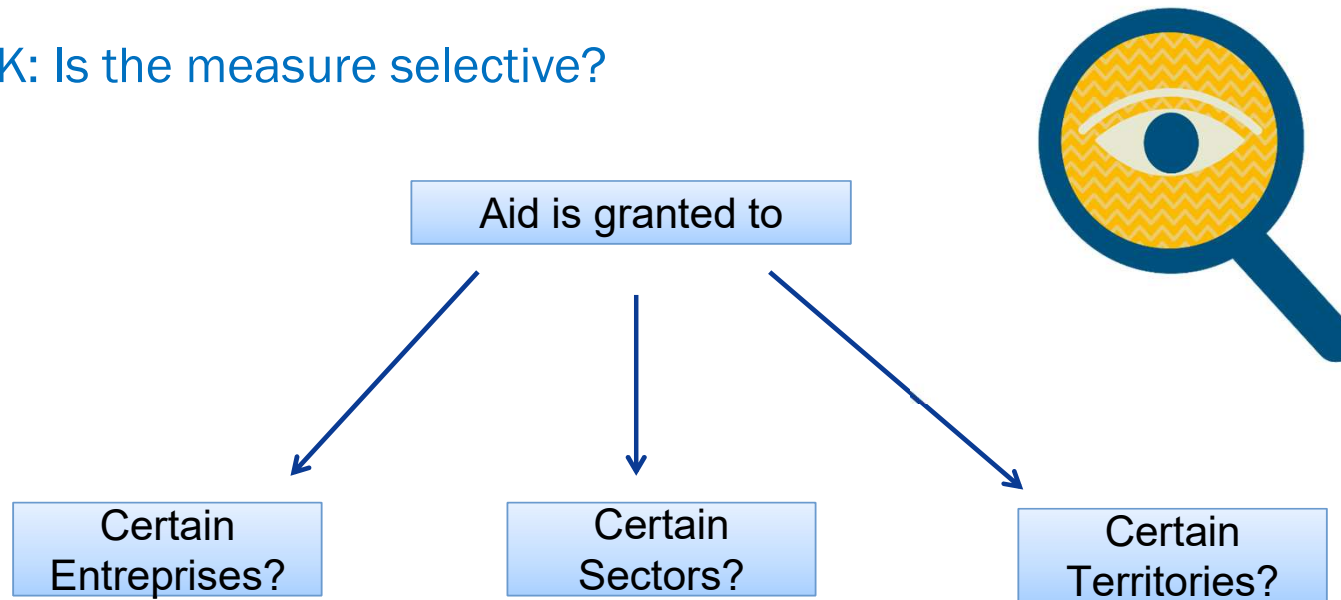 K: Is the measure selective?
Aid is granted to
Certain
Entreprises?
Certain
Sectors?
Certain
Territories?